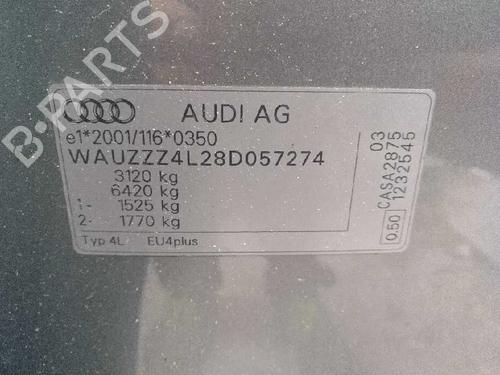 B-PARTS
AUDI AG
e1*2001/116*0350
WAUZZZ4L28D057274
3120 kg
6420 kg
1- 1525 kg
2- 1770 kg
Typ 4L EU4plus
03
CASA2875
1232545
0.50